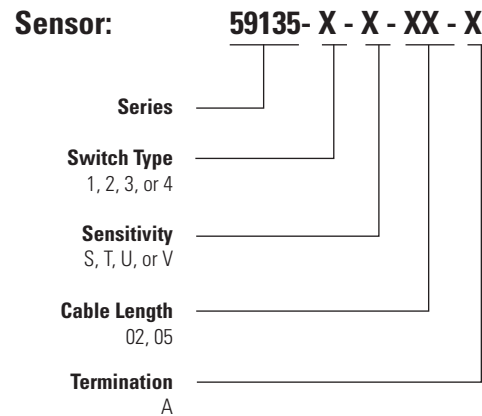 Sensor: 59135- X - X - XX - X
Series
Switch Type
1, 2, 3, or 4
Sensitivity
S, T, U, or V
Cable Length
02, 05
Termination
A